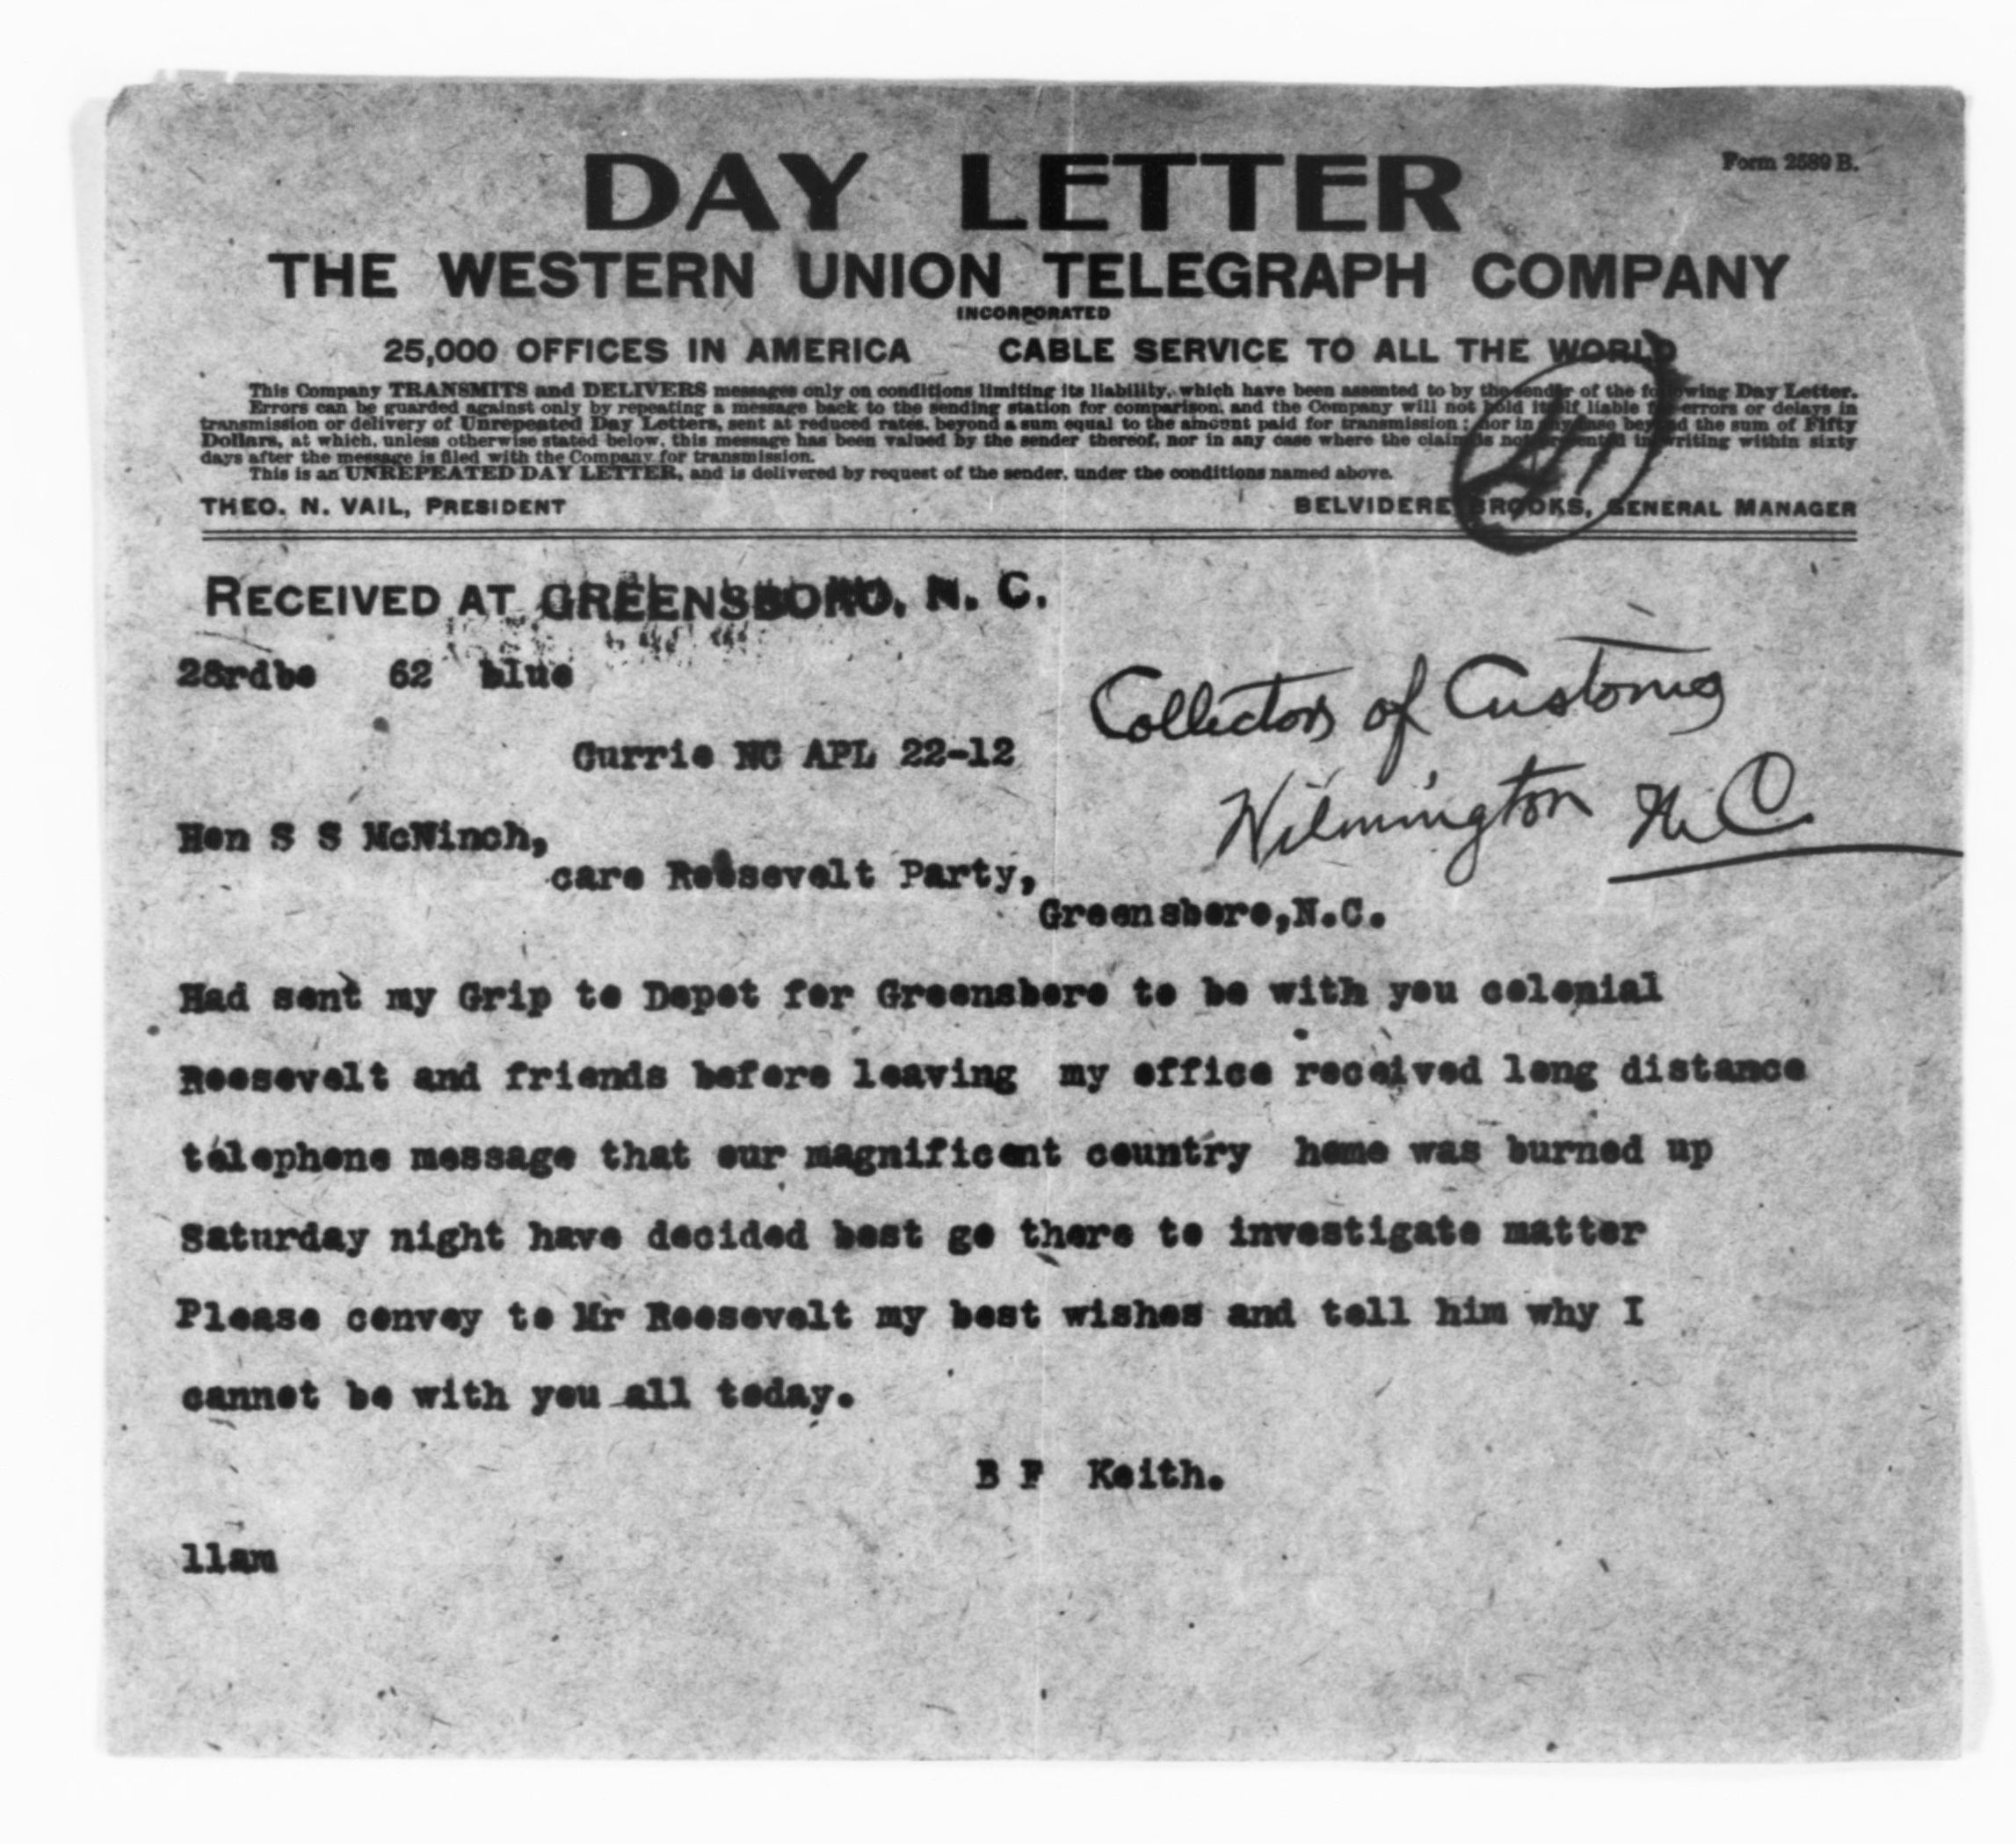 Form 2589 B.
DAY LETTER
THE WESTERN UNION TELEGRAPH COMPANY
INCORPORATED
25,000 OFFICES IN AMERICA CABLE SERVICE TO ALL THE WORLD
This Company TRANSMITS and DELIVERS messages only on conditions limiting its liability, which have been assented to by the sender of the following Day Letter.
Errors can be guarded against only by repeating a message back to the sending station for comparison, and the Company will not hold itself liable for errors or delays in
transmission or delivery of Unrepeated Day Letters, sent at reduced rates, beyond a sum equal to the amount paid for transmission; nor in any case beyond the sum of Fifty
Dollars, at which, unless otherwise stated below, this message has been valued by the sender thereof, nor in any case where the claim is not presented in writing within sixty
days after the message is filed with the Company for transmission.
This is an UNREPEATED DAY LETTER, and is delivered by request of the sender, under the conditions named above.
THEO. N. VAIL, PRESIDENT BELVIDERE BROOKS, GENERAL MANAGER
RECEIVED AT GREENSBORO, N. C.
28rdbe 62 blue
Collector of Customs
Currie NC APL 22-12
Wilmington N.C.
Hon S S McNinch,
care Roosevelt Party,
Greensboro,N.C.
Had sent my Grip to Depot for Greensboro to be with you colonial
Roosevelt and friends before leaving my office received long distance
telephone message that our magnificent country home was burned up
Saturday night have decided best go there to investigate matter
Please convey to Mr Roosevelt my best wishes and tell him why I
cannot be with you all today.
B F Keith.
11am